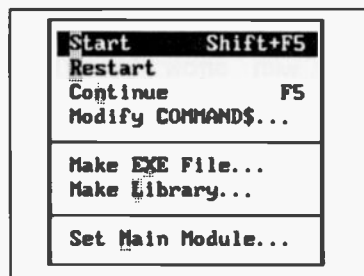 Start Shift+F5
Restart
Continue F5
Modify COMMAND$...
Make EXE File...
Make Library...
Set Main Module...